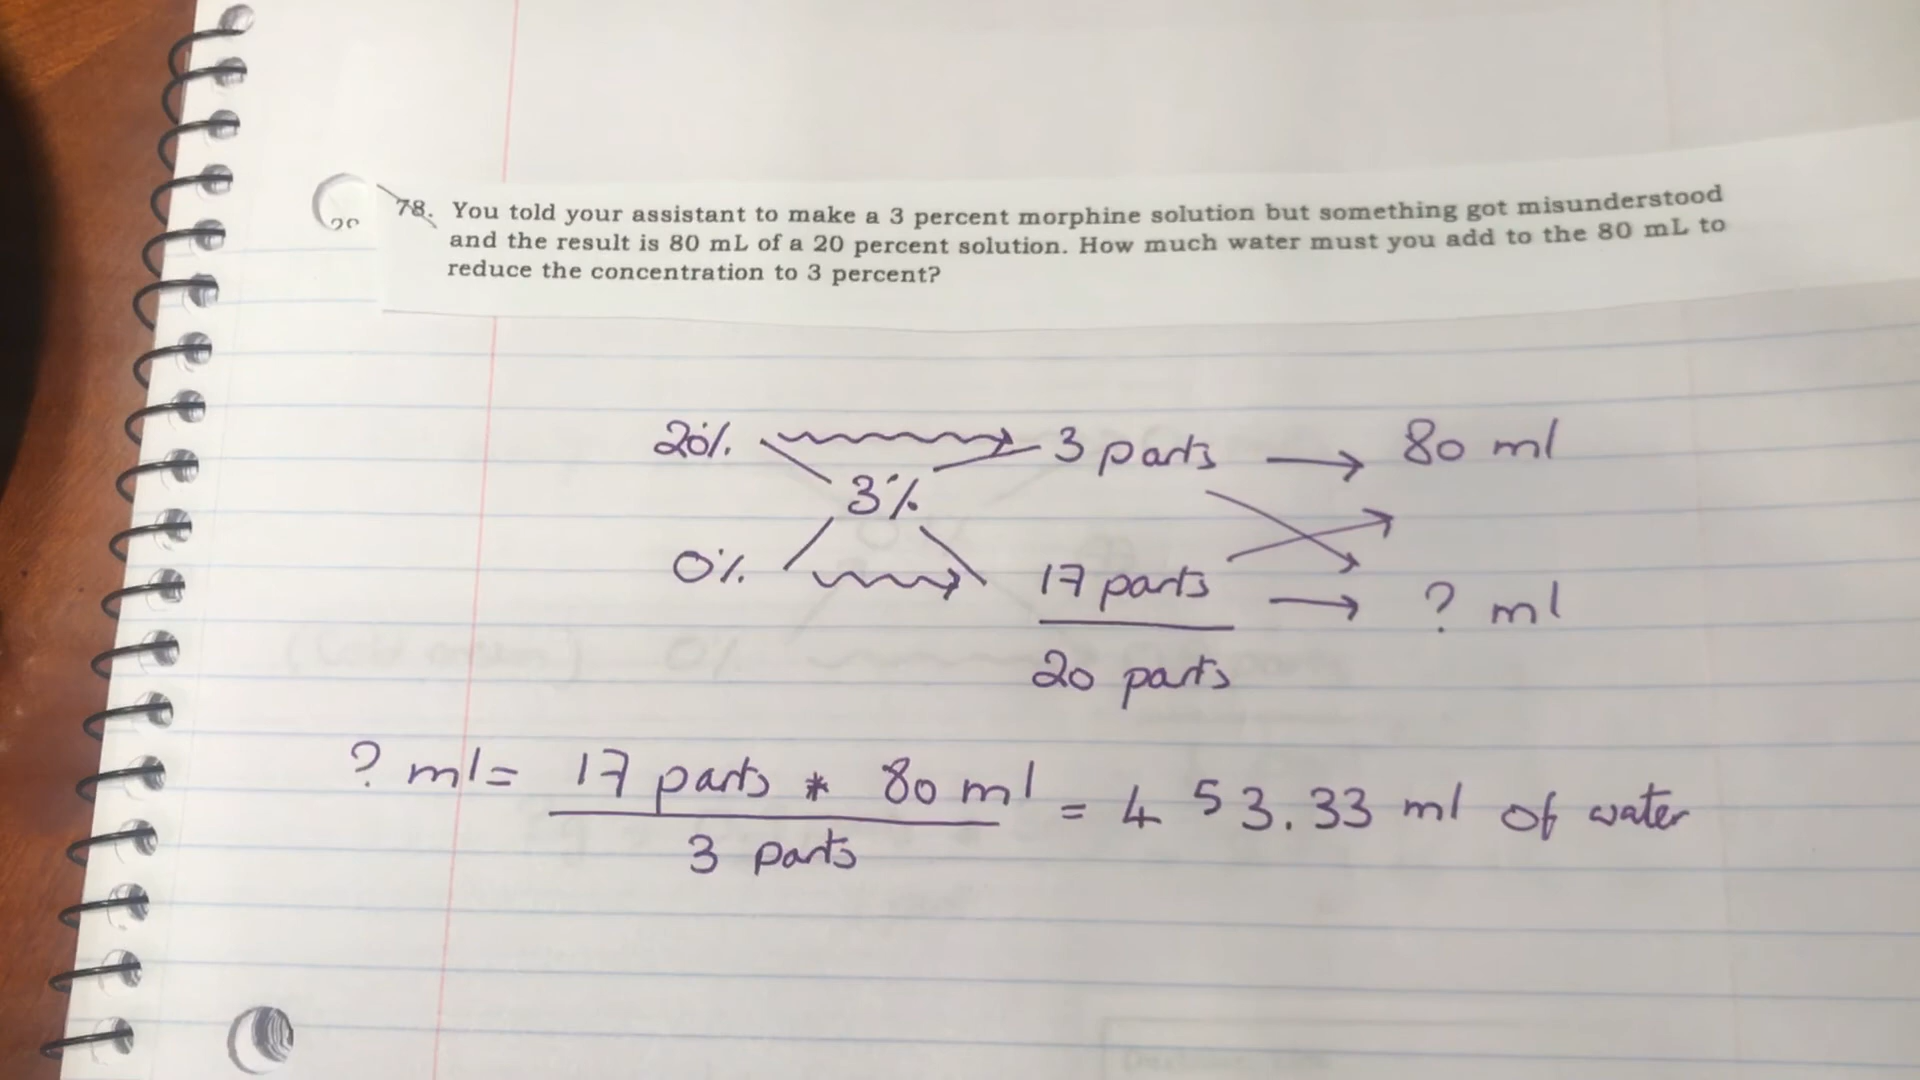 78. You told your assistant to make a 3 percent morphine solution but something got misunderstood
and the result is 80 mL of a 20 percent solution. How much water must you add to the 80 mL to
reduce the concentration to 3 percent?
20% 3 parts 80 ml
3%
0% 17 parts ? ml
20 parts
? ml = 17 parts * 80 ml = 453.33 ml of water
3 parts